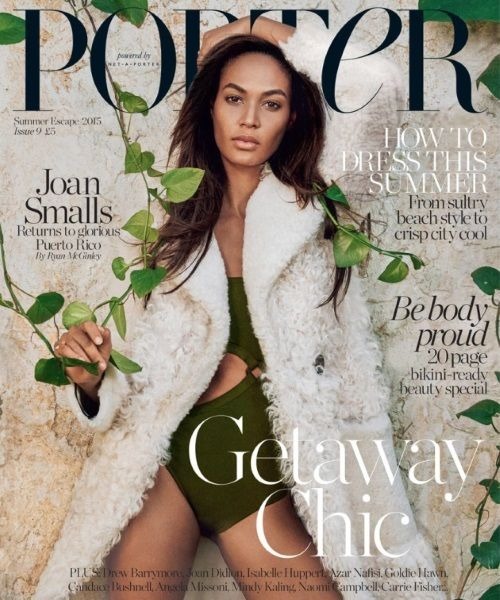 PORTER
powered by
NET-A-PORTER
Summer Escape 2015
Issue 9 £5
HOW TO
DRESS THIS
SUMMER
From sultry
beach style to
crisp city cool
Joan
Smalls
Returns to glorious
Puerto Rico
By Ryan McGinley
Be body
proud
20 page
bikini-ready
beauty special
Getaway
Chic
PLUS: Drew Barrymore, Joan Didion, Isabelle Huppert, Azar Nafisi, Goldie Hawn,
Candace Bushnell, Angela Missoni, Mindy Kaling, Naomi Campbell, Carrie Fisher...